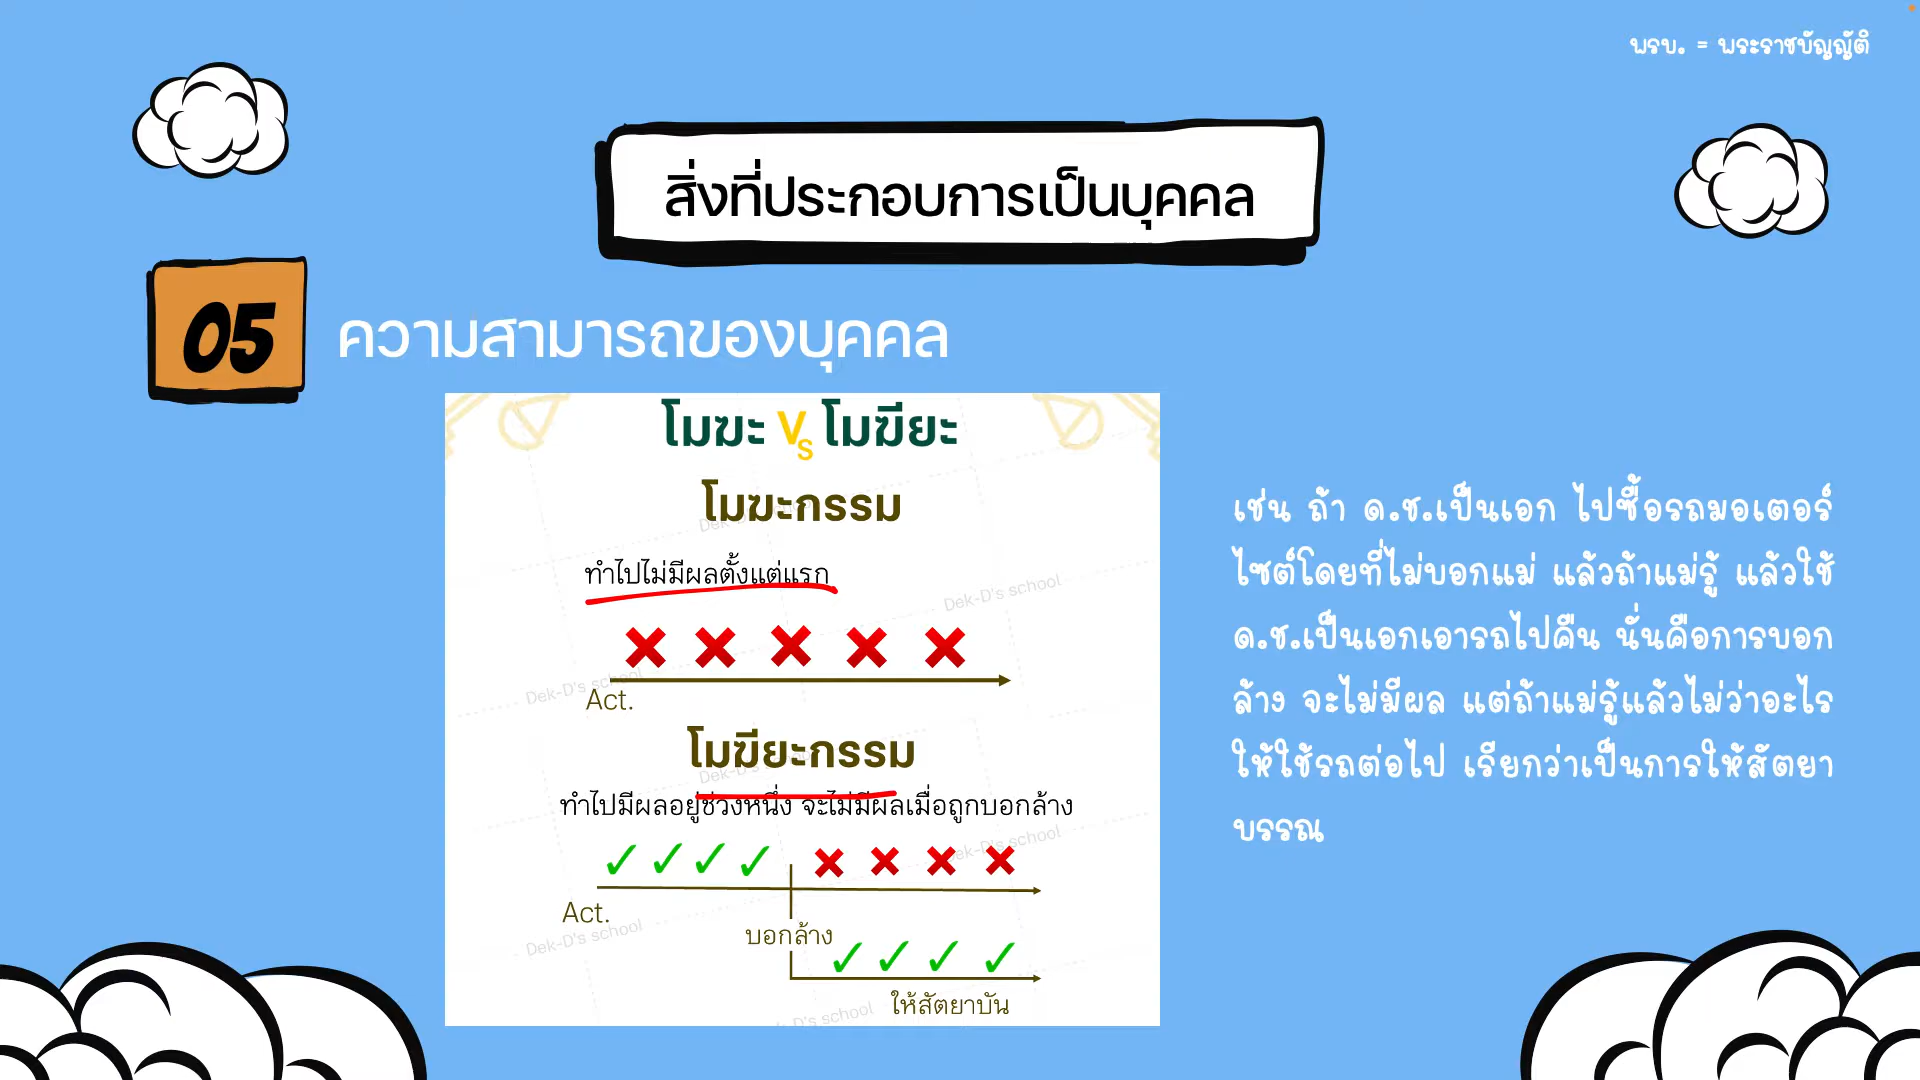 พรบ. = พระราชบัญญัติ
สิ่งที่ประกอบการเป็นบุคคล
05
ความสามารถของบุคคล
โมฆะ Vs โมฆียะ
โมฆะกรรม
ทำไปไม่มีผลตั้งแต่แรก
Dek-D's school
Dek-D's school
Act.
โมฆียะกรรม
ทำไปมีผลอยู่ช่วงหนึ่ง จะไม่มีผลเมื่อถูกบอกล้าง
Dek-D's school
Act.
Dek-D's school
บอกล้าง
ให้สัตยาบัน
D's school
เช่น ถ้า ด.ช.เป็นเอก ไปซื้อรถมอเตอร์
ไซต์โดยที่ไม่บอกแม่ แล้วถ้าแม่รู้ แล้วใช้
ด.ช.เป็นเอกเอารถไปคืน นั่นคือการบอก
ล้าง จะไม่มีผล แต่ถ้าแม่รู้แล้วไม่ว่าอะไร
ให้ใช้รถต่อไป เรียกว่าเป็นการให้สัตยา
บรรณ